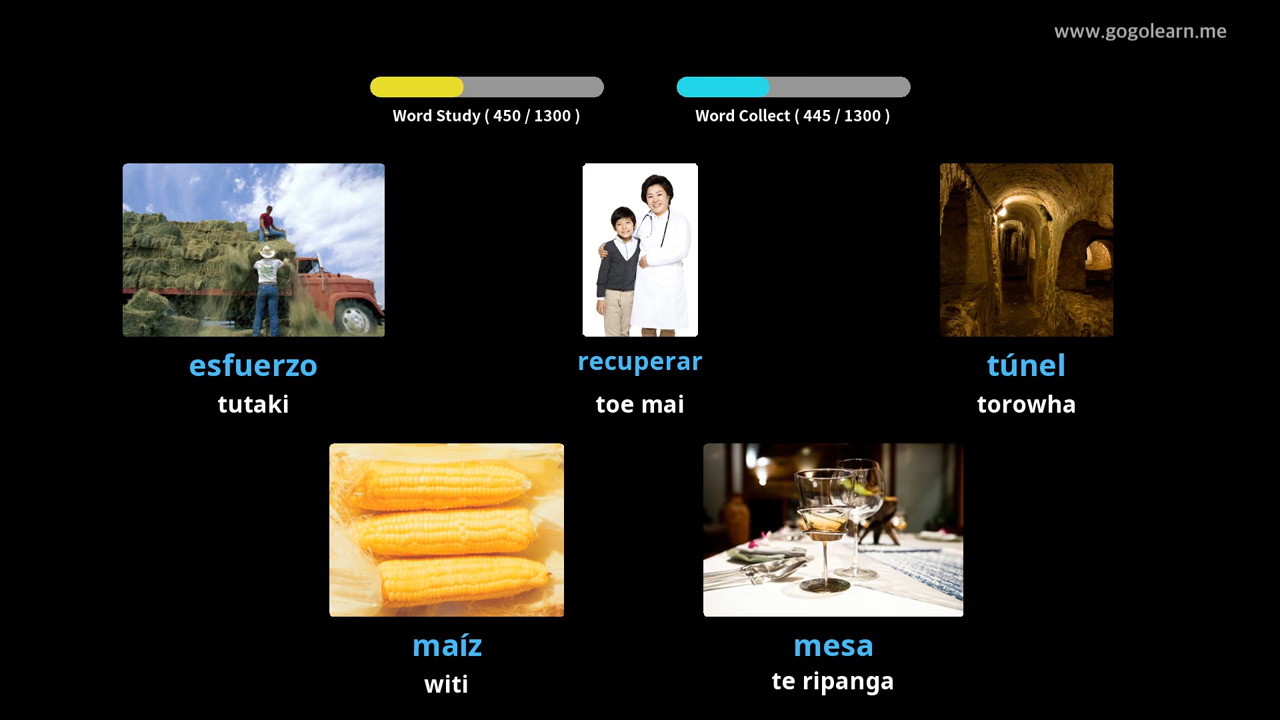 www.gogolearn.me
Word Study ( 450 / 1300 )
Word Collect ( 445 / 1300 )
esfuerzo
tutaki
recuperar
toe mai
túnel
torowha
maíz
witi
mesa
te ripanga